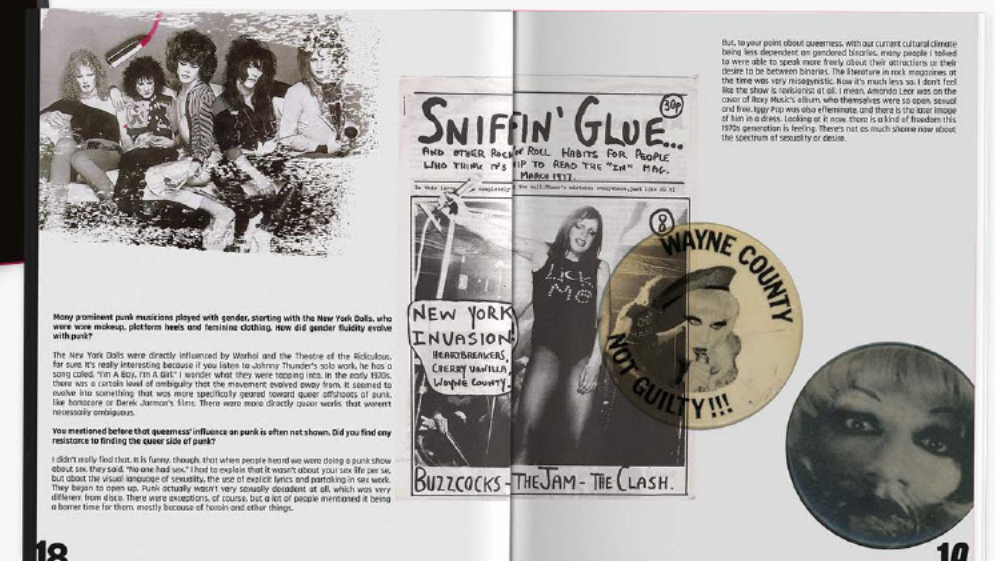 Many prominent punk musicians played with gender, starting with the New York Dolls, who
were wore makeup, platform heels and feminine clothing. How did gender fluidity evolve
with punk?
The New York Dolls were directly influenced by Warhol and the Theatre of the Ridiculous,
for sure. It's really interesting because if you listen to Johnny Thunder's solo work, he has a
song called, "I'm A Boy, I'm A Girl." I wonder what they were tapping into. In the early 1970s,
there was a certain level of ambiguity that the movement evolved away from. It seemed to
evolve into something that was more specifically geared toward queer offshoots of punk,
like homocore or Derek Jarman's films. There were more directly queer works that weren't
necessarily ambiguous.
You mentioned before that queerness' influence on punk is often not shown. Did you find any
resistance to finding the queer side of punk?
I didn't really find that. It is funny, though, that when people heard we were doing a punk show
about sex, they said, "No one had sex." I had to explain that it wasn't about your sex life per se,
but about the visual language of sexuality, the use of explicit lyrics and partaking in sex work.
They began to open up. Punk actually wasn't very sexually decadent at all, which was very
different from disco. There were exceptions, of course, but a lot of people mentioned it being
a barrer time for them, mostly because of heroin and other things.
18
SNIFFIN' GLUE...
30p
AND OTHER ROCK N' ROLL HABITS FOR PEOPLE
WHO THINK IT'S HIP TO READ THE "IN" MAG.
MARCH 1977.
8
LICK
ME
NEW YORK
INVASION!
HEARTBREAKERS,
CHERRY VANILLA,
WAYNE COUNTY.
BUZZCOCKS - THE JAM - THE CLASH.
WAYNE COUNTY
NOT GUILTY!!!
But, to your point about queerness, with our current cultural climate
being less dependent on gendered binaries, many people I talked
to were able to speak more freely about their attractions or their
desire to be between binaries. The literature in rock magazines at
the time was very misogynistic. Now it's much less so. I don't feel
like the show is revisionist at all. I mean, Amanda Lear was on the
cover of Roxy Music's album, who themselves were so open, sexual
and free. Iggy Pop was also effeminate, and there is the later image
of him in a dress. Looking at it now, there is a kind of freedom this
1970s generation is feeling. There's not as much shame now about
the spectrum of sexuality or desire.
19